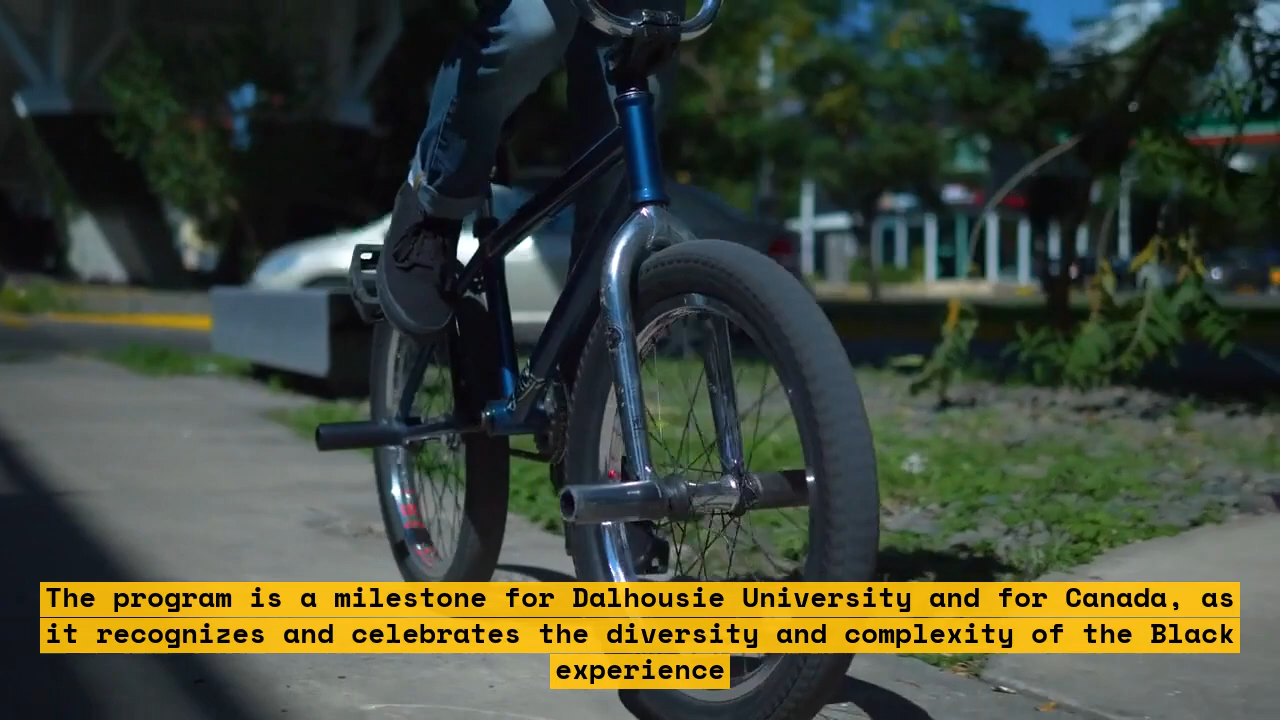 The program is a milestone for Dalhousie University and for Canada, as
it recognizes and celebrates the diversity and complexity of the Black
experience